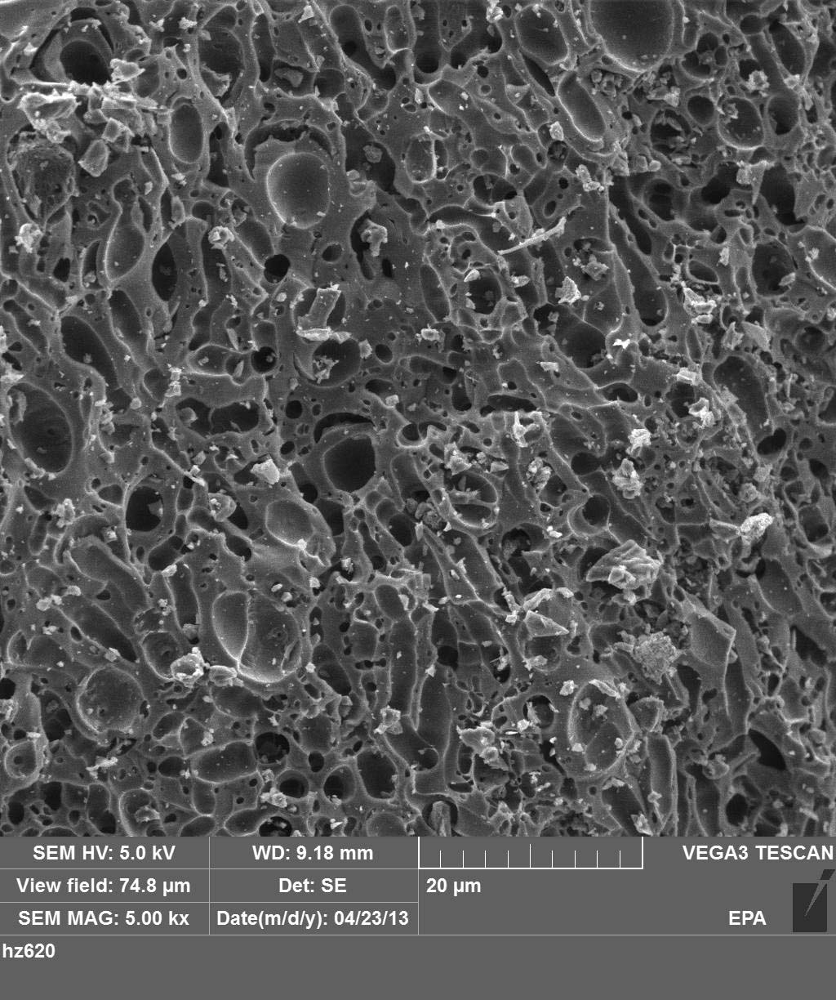 SEM HV: 5.0 kV
WD: 9.18 mm
VEGA3 TESCAN
View field: 74.8 µm
Det: SE
20 µm
SEM MAG: 5.00 kx
Date(m/d/y): 04/23/13
EPA
hz620